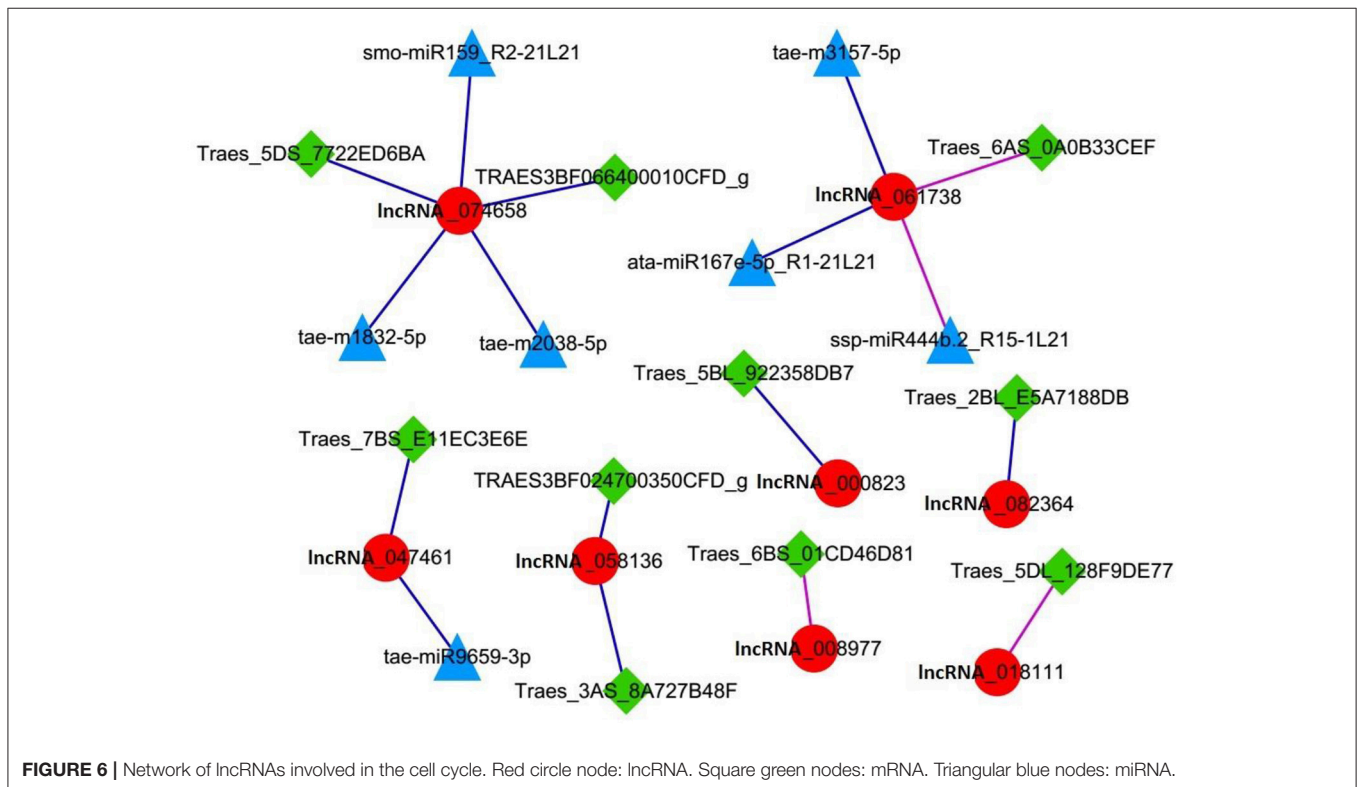 smo-miR159_R2-21L21
tae-m3157-5p
Traes_5DS_7722ED6BA
Traes_6AS_0A0B33CEF
TRAES3BF066400010CFD_g
lncRNA_074658
lncRNA_061738
ata-miR167e-5p_R1-21L21
tae-m1832-5p
tae-m2038-5p
ssp-miR444b.2_R15-1L21
Traes_5BL_922358DB7
Traes_2BL_E5A7188DB
Traes_7BS_E11EC3E6E
TRAES3BF024700350CFD_g
lncRNA_000823
lncRNA_082364
lncRNA_047461
lncRNA_058136
Traes_6BS_01CD46D81
Traes_5DL_128F9DE77
tae-miR9659-3p
lncRNA_008977
lncRNA_018111
Traes_3AS_8A727B48F
FIGURE 6 | Network of lncRNAs involved in the cell cycle. Red circle node: lncRNA. Square green nodes: mRNA. Triangular blue nodes: miRNA.